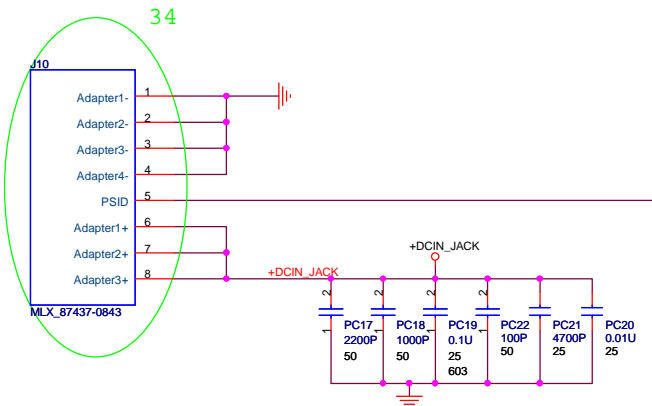 34
J10
Adapter1- 1
Adapter2- 2
Adapter3- 3
Adapter4- 4
PSID 5
Adapter1+ 6
Adapter2+ 7
Adapter3+ 8
MLX_87437-0843
+DCIN_JACK
+DCIN_JACK
2 2 2 2
1 1 1 1
PC17 PC18 PC19 PC22 PC21 PC20
2200P 1000P 0.1U 100P 4700P 0.01U
50 50 25 50 25 25
603